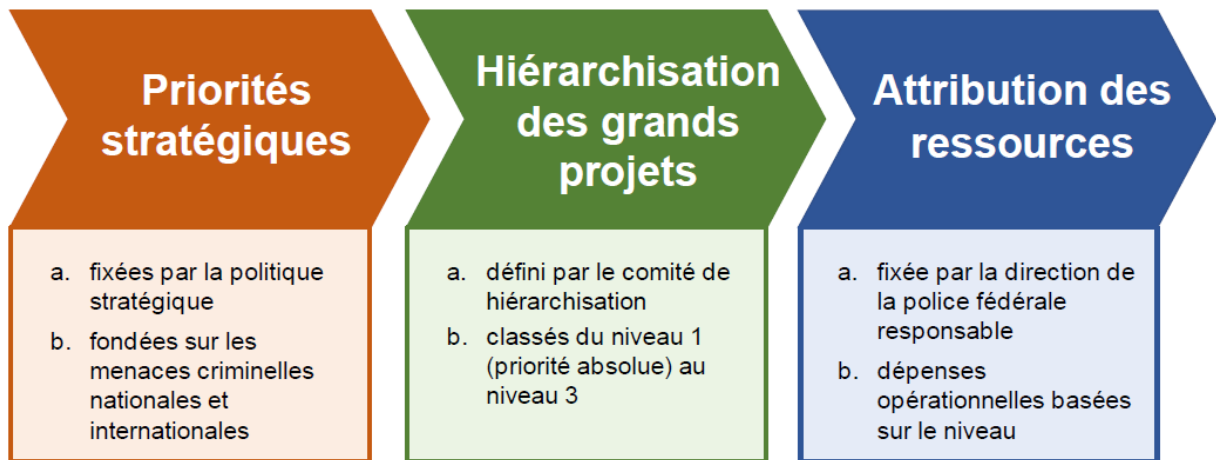 Priorités
stratégiques
a. fixées par la politique
stratégique
b. fondées sur les
menaces criminelles
nationales et
internationales
Hiérarchisation
des grands
projets
a. défini par le comité de
hiérarchisation
b. classés du niveau 1
(priorité absolue) au
niveau 3
Attribution des
ressources
a. fixée par la direction de
la police fédérale
responsable
b. dépenses
opérationnelles basées
sur le niveau